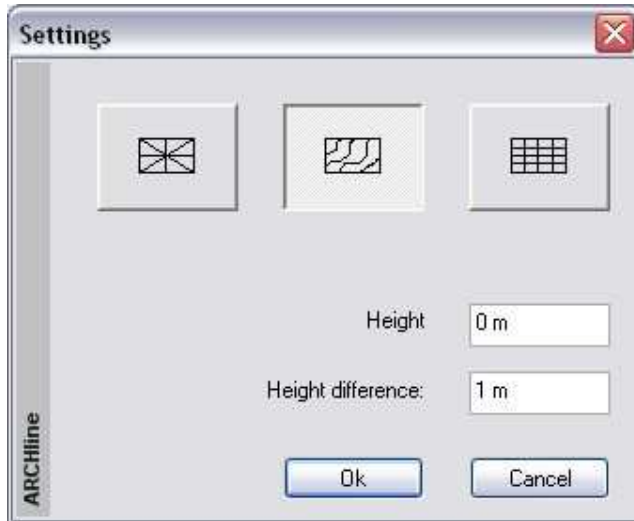 Settings
Height
0 m
Height difference:
1 m
Ok
Cancel
ARCHline